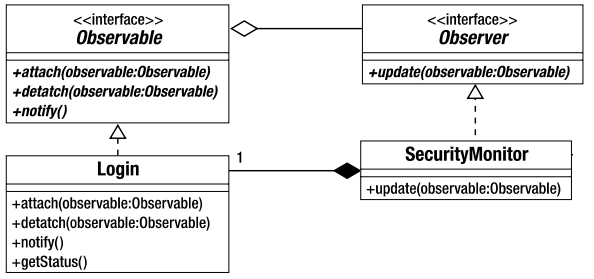 <<interface>>
Observable
+attach(observable:Observable)
+detatch(observable:Observable)
+notify()
<<interface>>
Observer
+update(observable:Observable)
Login
+attach(observable:Observable)
+detatch(observable:Observable)
+notify()
+getStatus()
1
SecurityMonitor
+update(observable:Observable)